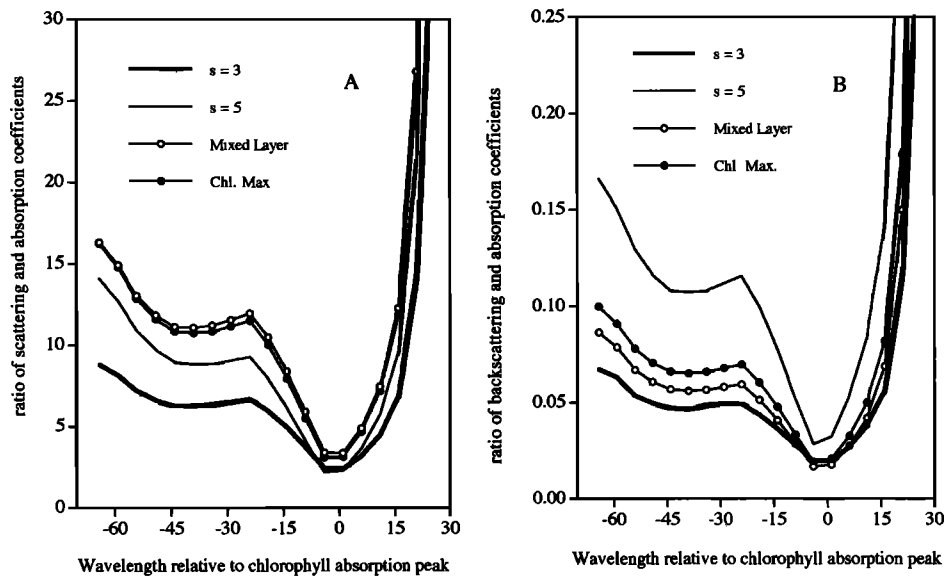 30
25
20
15
10
5
0
ratio of scattering and absorption coefficients
s = 3
s = 5
Mixed Layer
Chl. Max
A
-60 -45 -30 -15 0 15 30
Wavelength relative to chlorophyll absorption peak
0.25
0.20
0.15
0.10
0.05
0.00
ratio of backscattering and absorption coefficients
s = 3
s = 5
Mixed Layer
Chl Max.
B
-60 -45 -30 -15 0 15 30
Wavelength relative to chlorophyll absorption peak